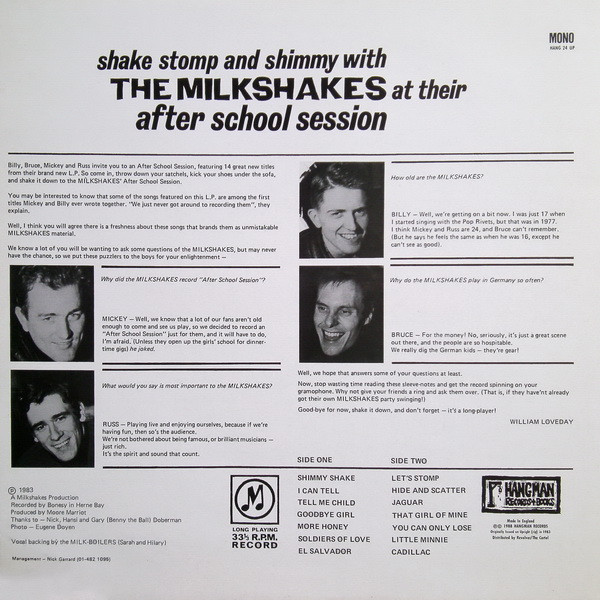 MONO
HANG 24 UP
shake stomp and shimmy with
THE MILKSHAKES at their
after school session
Billy, Bruce, Mickey and Russ invite you to an After School Session, featuring 14 great new titles
from their brand new L.P. So come in, throw down your satchels, kick your shoes under the sofa,
and shake it down to the MILKSHAKES' After School Session.
You may be interested to know that some of the songs featured on this L.P. are among the first
titles Mickey and Billy ever wrote together. "We just never got around to recording them", they
explain.
Well, I think you will agree there is a freshness about these songs that brands them as unmistakable
MILKSHAKES material.
We know a lot of you will be wanting to ask some questions of the MILKSHAKES, but may never
have the chance, so we put these puzzlers to the boys for your enlightenment –
Why did the MILKSHAKES record "After School Session"?
MICKEY – Well, we know that a lot of our fans aren't old
enough to come and see us play, so we decided to record an
"After School Session" just for them, and it will have to do,
I'm afraid, (Unless they open up the girls' school for dinner-
time gigs) he joked.
What would you say is most important to the MILKSHAKES?
RUSS – Playing live and enjoying ourselves, because if we're
having fun, then so's the audience.
We're not bothered about being famous, or brilliant musicians –
just rich.
It's the spirit and sound that count.
How old are the MILKSHAKES?
BILLY – Well, we're getting on a bit now. I was just 17 when
I started singing with the Pop Rivets, but that was in 1977.
I think Mickey and Russ are 24, and Bruce can't remember.
(But he says he feels the same as when he was 16, except he
can't see as good).
Why do the MILKSHAKES play in Germany so often?
BRUCE – For the money! No, seriously, it's just a great scene
out there, and the people are so hospitable.
We really dig the German kids – they're gear!
Well, we hope that answers some of your questions at least.
Now, stop wasting time reading these sleeve-notes and get the record spinning on your
gramophone. Why not give your friends a ring and ask them over. (That is, if they have'nt already
got their own MILKSHAKES party swinging!)
Good-bye for now, shake it down, and don't forget – it's a long-player!
WILLIAM LOVEDAY
℗ 1983
A Milkshakes Production
Recorded by Bonesy in Herne Bay
Produced by Moore Marriet
Thanks to – Nick, Hansi and Gary (Benny the Ball) Doberman
Photo – Eugene Doyen
Vocal backing by the MILK-BOILERS (Sarah and Hilary)
Management – Nick Garrard (01-482 1086)
LONG PLAYING
33⅓ R.P.M.
RECORD
SIDE ONE
SHIMMY SHAKE
I CAN TELL
TELL ME CHILD
GOODBYE GIRL
MORE HONEY
SOLDIERS OF LOVE
EL SALVADOR
SIDE TWO
LET'S STOMP
HIDE AND SCATTER
JAGUAR
THAT GIRL OF MINE
YOU CAN ONLY LOSE
LITTLE MINNIE
CADILLAC
HANGMAN
RECORDS & BOOKS
Made in England
℗© 1988 HANGMAN RECORDS
Originally issued on Upright in 1983
Distributed by Revolver/The Cartel